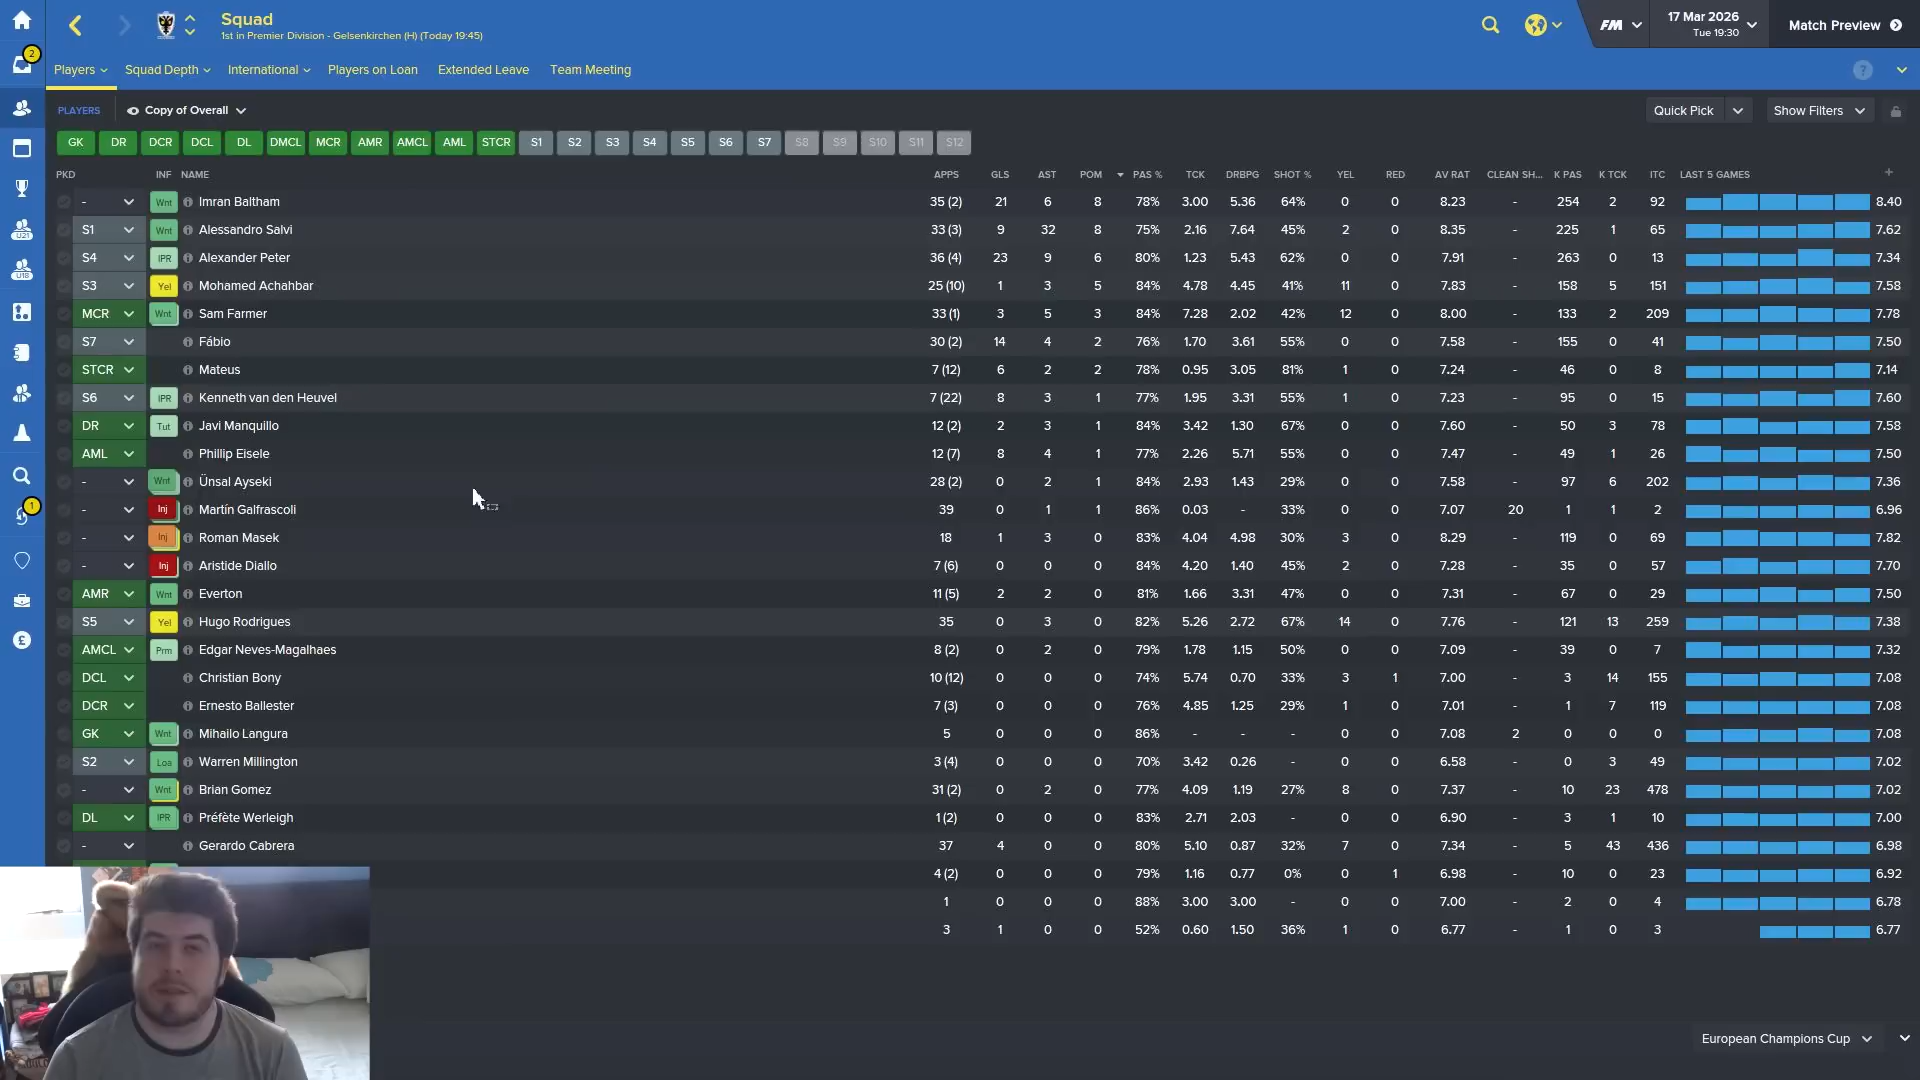 Squad
1st in Premier Division - Gelsenkirchen (H) (Today 19:45)
FM
17 Mar 2026
Tue 19:30
Match Preview
2
Players Squad Depth International Players on Loan Extended Leave Team Meeting ?
PLAYERS Copy of Overall Quick Pick Show Filters
GK DR DCR DCL DL DMCL MCR AMR AMCL AML STCR S1 S2 S3 S4 S5 S6 S7 S8 S9 S10 S11 S12
PKD INF NAME APPS GLS AST POM PAS % TCK DRBPG SHOT % YEL RED AV RAT CLEAN SH... K PAS K TCK ITC LAST 5 GAMES +
- Wnt Imran Baltham 35 (2) 21 6 8 78% 3.00 5.36 64% 0 0 8.23 - 254 2 92 8.40
S1 Wnt Alessandro Salvi 33 (3) 9 32 8 75% 2.16 7.64 45% 2 0 8.35 - 225 1 65 7.62
S4 IPR Alexander Peter 36 (4) 23 9 6 80% 1.23 5.43 62% 0 0 7.91 - 263 0 13 7.34
S3 Yel Mohamed Achahbar 25 (10) 1 3 5 84% 4.78 4.45 41% 11 0 7.83 - 158 5 151 7.58
MCR Wnt Sam Farmer 33 (1) 3 5 3 84% 7.28 2.02 42% 12 0 8.00 - 133 2 209 7.78
S7 Fábio 30 (2) 14 4 2 76% 1.70 3.61 55% 0 0 7.58 - 155 0 41 7.50
STCR Mateus 7 (12) 6 2 2 78% 0.95 3.05 81% 1 0 7.24 - 46 0 8 7.14
S6 IPR Kenneth van den Heuvel 7 (22) 8 3 1 77% 1.95 3.31 55% 1 0 7.23 - 95 0 15 7.60
DR Tut Javi Manquillo 12 (2) 2 3 1 84% 3.42 1.30 67% 0 0 7.60 - 50 3 78 7.58
AML Phillip Eisele 12 (7) 8 4 1 77% 2.26 5.71 55% 0 0 7.47 - 49 1 26 7.50
- Wnt Ünsal Ayseki 28 (2) 0 2 1 84% 2.93 1.43 29% 0 0 7.58 - 97 6 202 7.36
- Inj Martín Galfrascoli 39 0 1 1 86% 0.03 - 33% 0 0 7.07 20 1 1 2 6.96
1
- Inj Roman Masek 18 1 3 0 83% 4.04 4.98 30% 3 0 8.29 - 119 0 69 7.82
- Inj Aristide Diallo 7 (6) 0 0 0 84% 4.20 1.40 45% 2 0 7.28 - 35 0 57 7.70
AMR Wnt Everton 11 (5) 2 2 0 81% 1.66 3.31 47% 0 0 7.31 - 67 0 29 7.50
S5 Yel Hugo Rodrigues 35 0 3 0 82% 5.26 2.72 67% 14 0 7.76 - 121 13 259 7.38
£
AMCL Prm Edgar Neves-Magalhaes 8 (2) 0 2 0 79% 1.78 1.15 50% 0 0 7.09 - 39 0 7 7.32
DCL Christian Bony 10 (12) 0 0 0 74% 5.74 0.70 33% 3 1 7.00 - 3 14 155 7.08
DCR Ernesto Ballester 7 (3) 0 0 0 76% 4.85 1.25 29% 1 0 7.01 - 1 7 119 7.08
GK Wnt Mihailo Langura 5 0 0 0 86% - - - 0 0 7.08 2 0 0 0 7.08
S2 Loa Warren Millington 3 (4) 0 0 0 70% 3.42 0.26 - 0 0 6.58 - 0 3 49 7.02
- Wnt Brian Gomez 31 (2) 0 2 0 77% 4.09 1.19 27% 8 0 7.37 - 10 23 478 7.02
DL IPR Préfète Werleigh 1 (2) 0 0 0 83% 2.71 2.03 - 0 0 6.90 - 3 1 10 7.00
- Gerardo Cabrera 37 4 0 0 80% 5.10 0.87 32% 7 0 7.34 - 5 43 436 6.98
4 (2) 0 0 0 79% 1.16 0.77 0% 0 1 6.98 - 10 0 23 6.92
1 0 0 0 88% 3.00 3.00 - 0 0 7.00 - 2 0 4 6.78
3 1 0 0 52% 0.60 1.50 36% 1 0 6.77 - 1 0 3 6.77
European Champions Cup